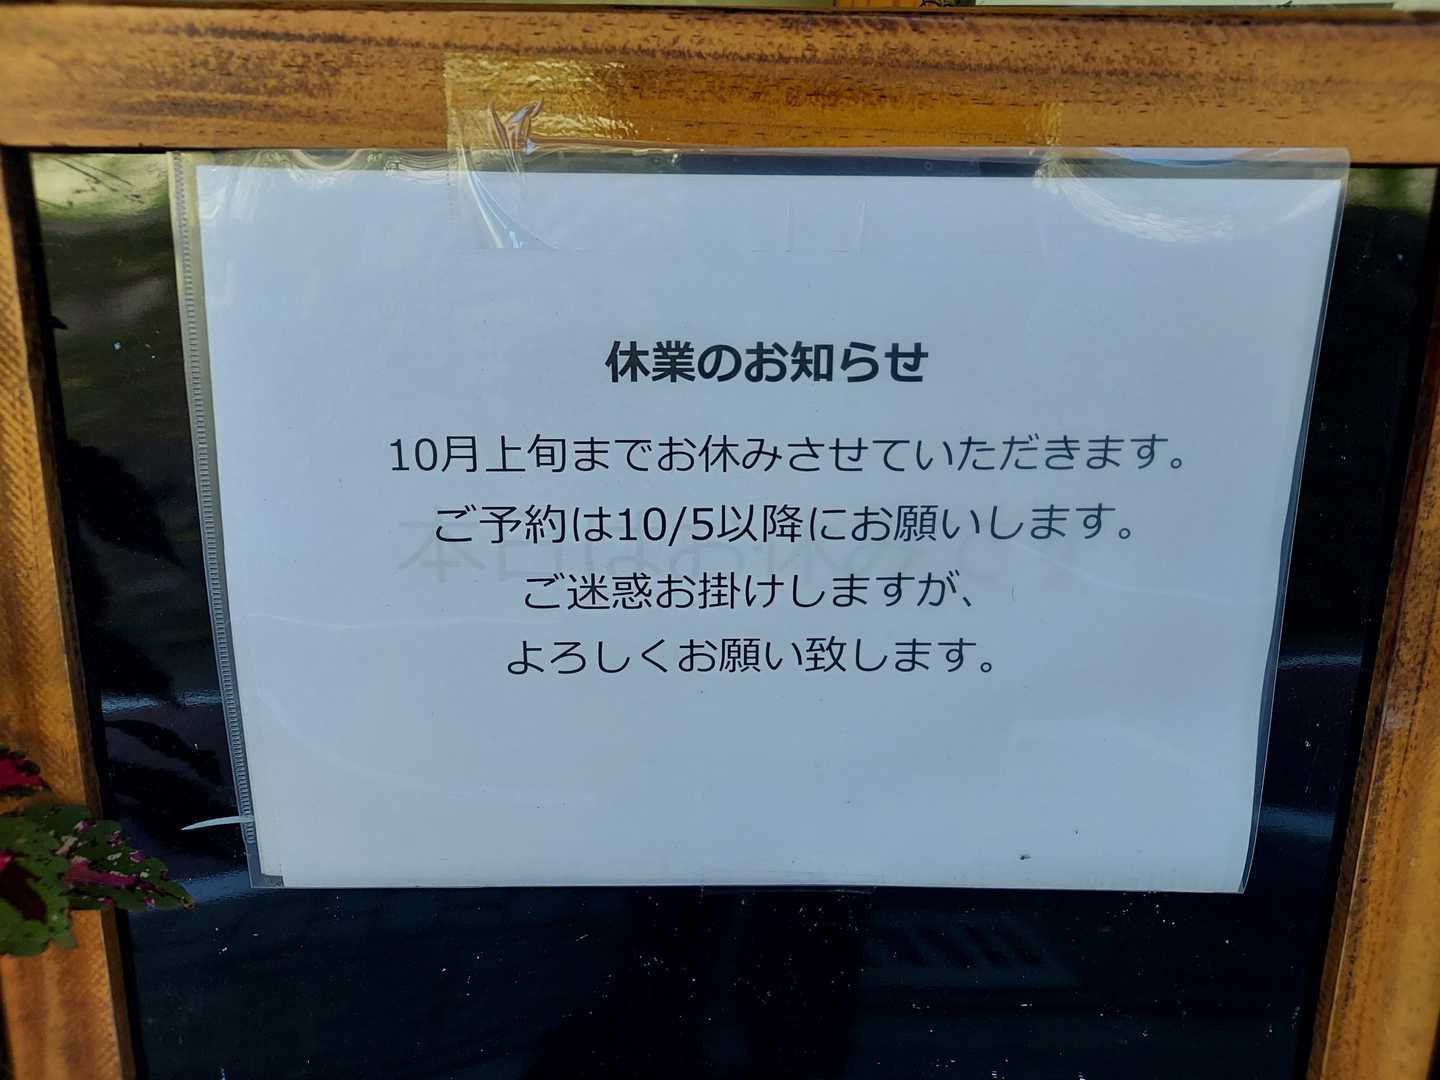 休業のお知らせ
10月上旬までお休みさせていただきます。
ご予約は10/5以降にお願いします。
ご迷惑お掛けしますが、
よろしくお願い致します。